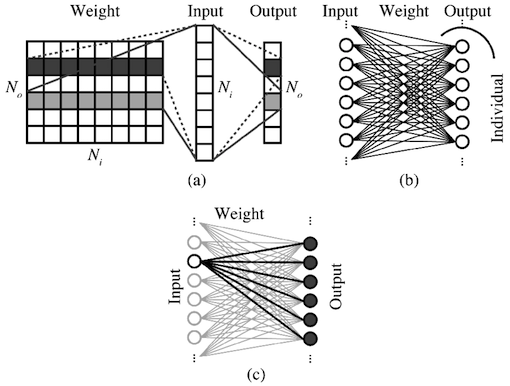 Weight Input Output
N_o N_i N_o
N_i
(a)
Input Weight Output
...
...
Individual
...
...
(b)
Weight
...
...
Input
Output
...
...
(c)